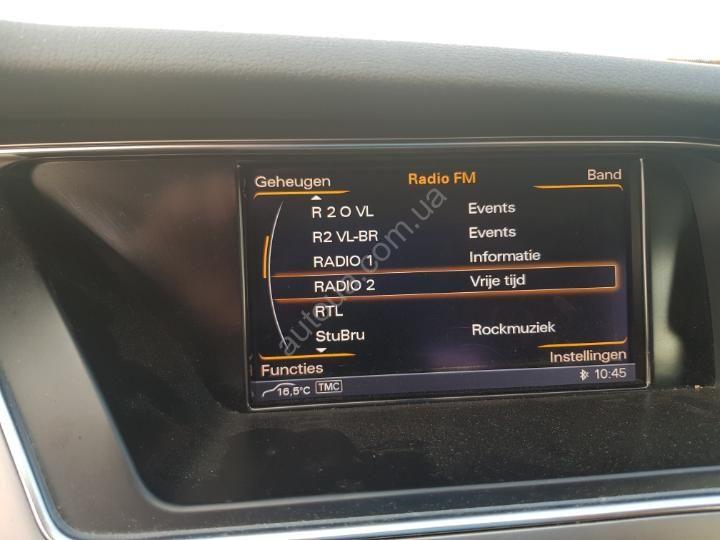 Geheugen Radio FM Band
R 2 O VL Events
R2 VL-BR Events
RADIO 1 Informatie
RADIO 2 Vrije tijd
RTL
StuBru Rockmuziek
Functies Instellingen
16,5°C TMC 10:45
autoua.com.ua